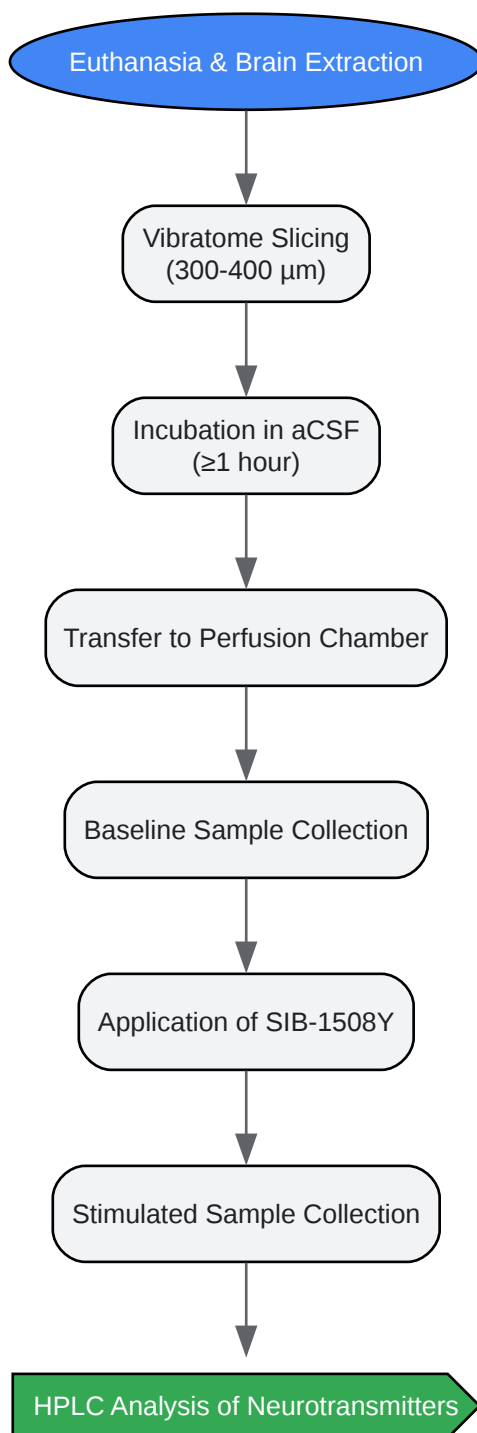 Euthanasia & Brain Extraction
Vibratome Slicing
(300-400 µm)
Incubation in aCSF
(≥1 hour)
Transfer to Perfusion Chamber
Baseline Sample Collection
Application of SIB-1508Y
Stimulated Sample Collection
HPLC Analysis of Neurotransmitters